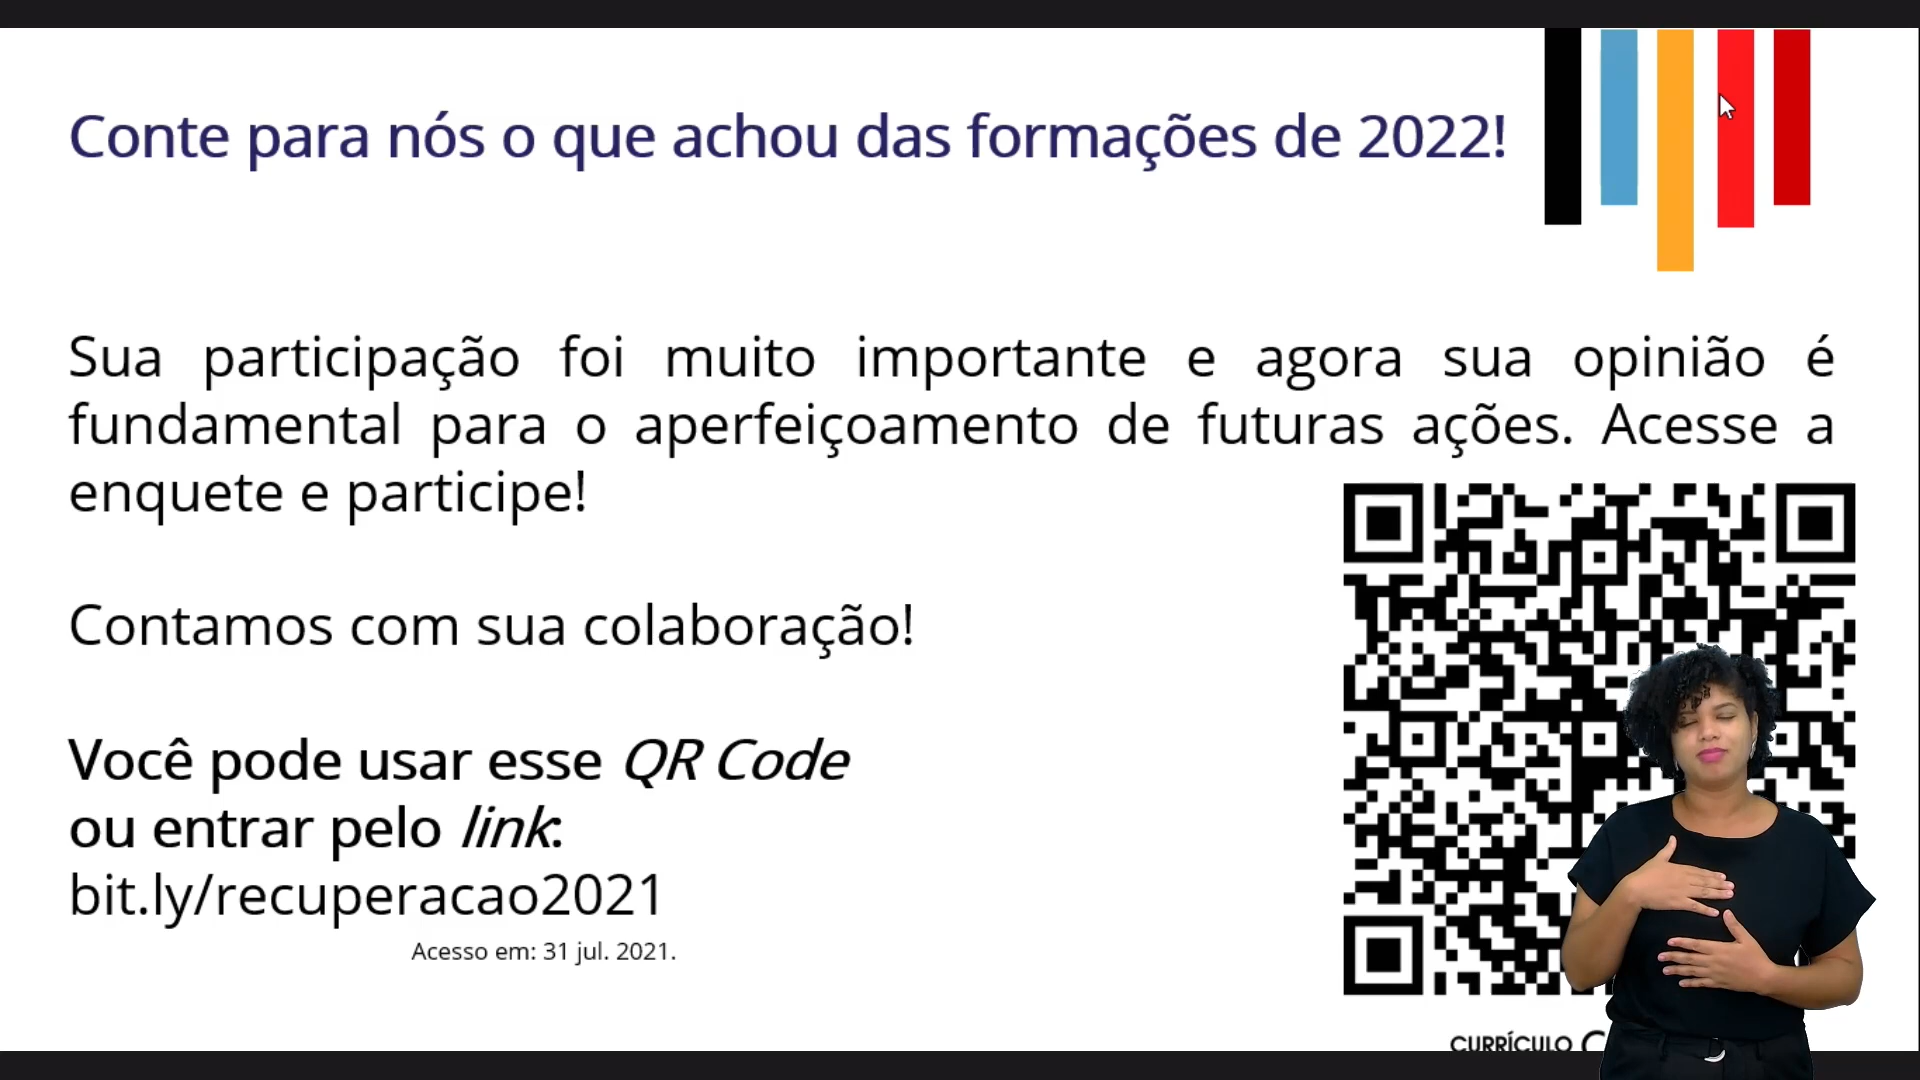 Conte para nós o que achou das formações de 2022!
Sua participação foi muito importante e agora sua opinião é
fundamental para o aperfeiçoamento de futuras ações. Acesse a
enquete e participe!
Contamos com sua colaboração!
Você pode usar esse QR Code
ou entrar pelo link:
bit.ly/recuperacao2021
Acesso em: 31 jul. 2021.
CURRÍCULO